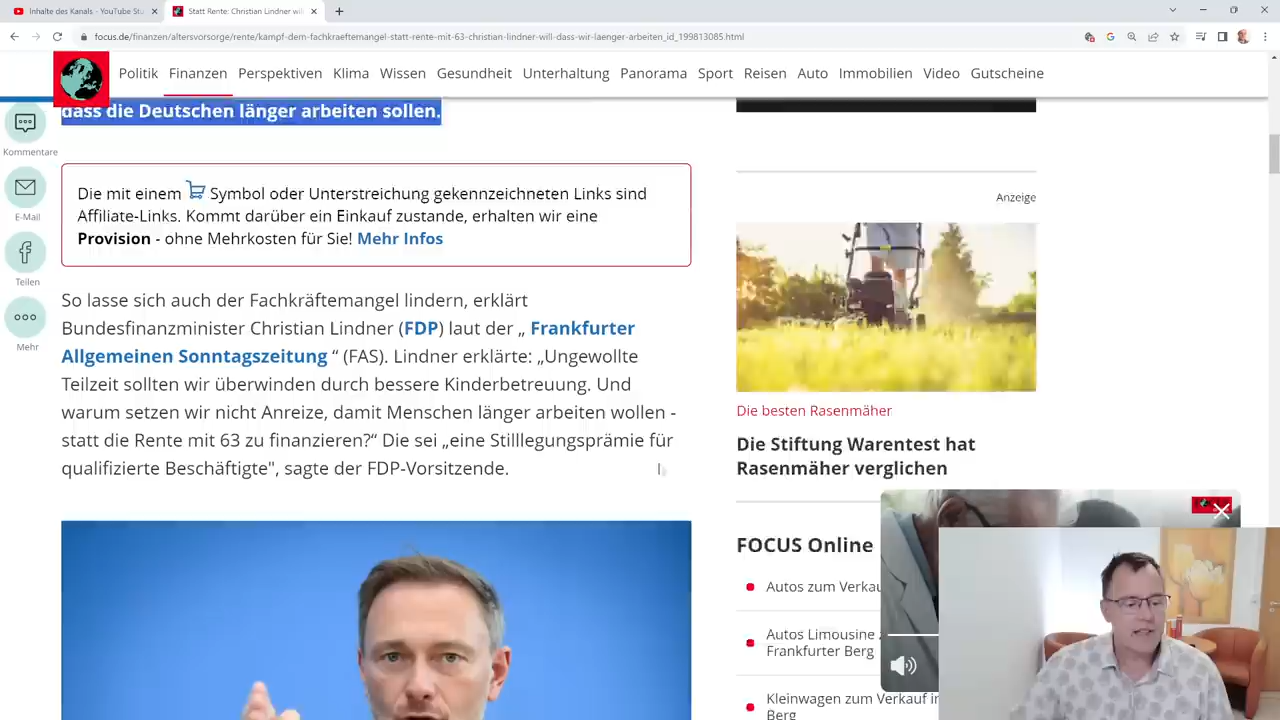 Inhalte des Kanals - YouTube Stu
Statt Rente: Christian Lindner wil
focus.de/finanzen/altersvorsorge/rente/kampf-dem-fachkraeftemangel-statt-rente-mit-63-christian-lindner-will-dass-wir-laenger-arbeiten_id_199813085.html
Politik Finanzen Perspektiven Klima Wissen Gesundheit Unterhaltung Panorama Sport Reisen Auto Immobilien Video Gutscheine
dass die Deutschen länger arbeiten sollen.
Kommentare
E-Mail
Teilen
Mehr
Die mit einem Symbol oder Unterstreichung gekennzeichneten Links sind
Affiliate-Links. Kommt darüber ein Einkauf zustande, erhalten wir eine
Provision - ohne Mehrkosten für Sie! Mehr Infos
So lasse sich auch der Fachkräftemangel lindern, erklärt
Bundesfinanzminister Christian Lindner (FDP) laut der „ Frankfurter
Allgemeinen Sonntagszeitung “ (FAS). Lindner erklärte: „Ungewollte
Teilzeit sollten wir überwinden durch bessere Kinderbetreuung. Und
warum setzen wir nicht Anreize, damit Menschen länger arbeiten wollen -
statt die Rente mit 63 zu finanzieren?“ Die sei „eine Stilllegungsprämie für
qualifizierte Beschäftigte", sagte der FDP-Vorsitzende.
Anzeige
Die besten Rasenmäher
Die Stiftung Warentest hat
Rasenmäher verglichen
FOCUS Online
Autos zum Verkau
Autos Limousine
Frankfurter Berg
Kleinwagen zum Verkauf in
Berg